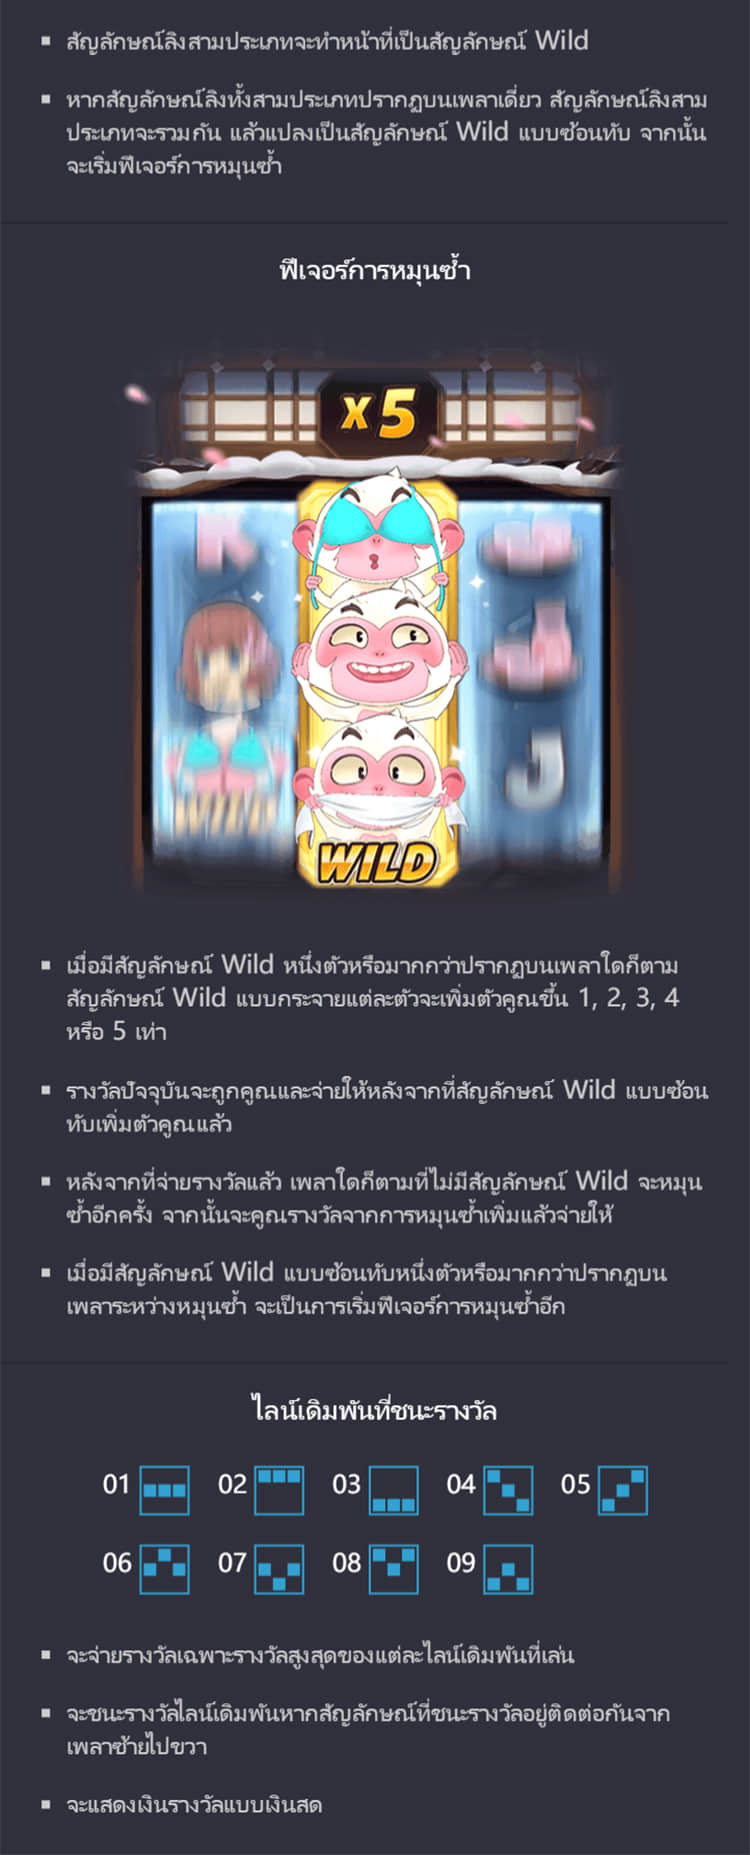 ▪ สัญลักษณ์ลิงสามประเภทจะทำหน้าที่เป็นสัญลักษณ์ Wild
▪ หากสัญลักษณ์ลิงทั้งสามประเภทปรากฏบนเพลาเดี่ยว สัญลักษณ์ลิงสาม
ประเภทจะรวมกัน แล้วแปลงเป็นสัญลักษณ์ Wild แบบซ้อนทับ จากนั้น
จะเริ่มฟีเจอร์การหมุนซ้ำ
ฟีเจอร์การหมุนซ้ำ
x5
K
J
WILD
▪ เมื่อมีสัญลักษณ์ Wild หนึ่งตัวหรือมากกว่าปรากฏบนเพลาใดก็ตาม
สัญลักษณ์ Wild แบบกระจายแต่ละตัวจะเพิ่มตัวคูณขึ้น 1, 2, 3, 4
หรือ 5 เท่า
▪ รางวัลปัจจุบันจะถูกคูณและจ่ายให้หลังจากที่สัญลักษณ์ Wild แบบซ้อน
ทับเพิ่มตัวคูณแล้ว
▪ หลังจากที่จ่ายรางวัลแล้ว เพลาใดก็ตามที่ไม่มีสัญลักษณ์ Wild จะหมุน
ซ้ำอีกครั้ง จากนั้นจะคูณรางวัลจากการหมุนซ้ำเพิ่มแล้วจ่ายให้
▪ เมื่อมีสัญลักษณ์ Wild แบบซ้อนทับหนึ่งตัวหรือมากกว่าปรากฏบน
เพลาระหว่างหมุนซ้ำ จะเป็นการเริ่มฟีเจอร์การหมุนซ้ำอีก
ไลน์เดิมพันที่ชนะรางวัล
01 02 03 04 05
06 07 08 09
▪ จะจ่ายรางวัลเฉพาะรางวัลสูงสุดของแต่ละไลน์เดิมพันที่เล่น
▪ จะชนะรางวัลไลน์เดิมพันหากสัญลักษณ์ที่ชนะรางวัลอยู่ติดต่อกันจาก
เพลาซ้ายไปขวา
▪ จะแสดงเงินรางวัลแบบเงินสด